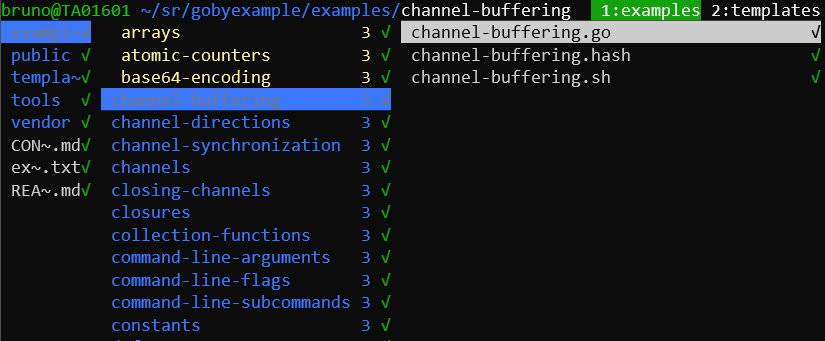 bruno@TA01601 ~/sr/gobyexample/examples/channel-buffering 1:examples 2:templates
exampl~√ arrays 3 √ channel-buffering.go √
public √ atomic-counters 3 √ channel-buffering.hash √
templa~√ base64-encoding 3 √ channel-buffering.sh √
tools √ channel-buffering 3 √
vendor √ channel-directions 3 √
CON~.md√ channel-synchronization 3 √
ex~.txt√ channels 3 √
REA~.md√ closing-channels 3 √
closures 3 √
collection-functions 3 √
command-line-arguments 3 √
command-line-flags 3 √
command-line-subcommands 3 √
constants 3 √